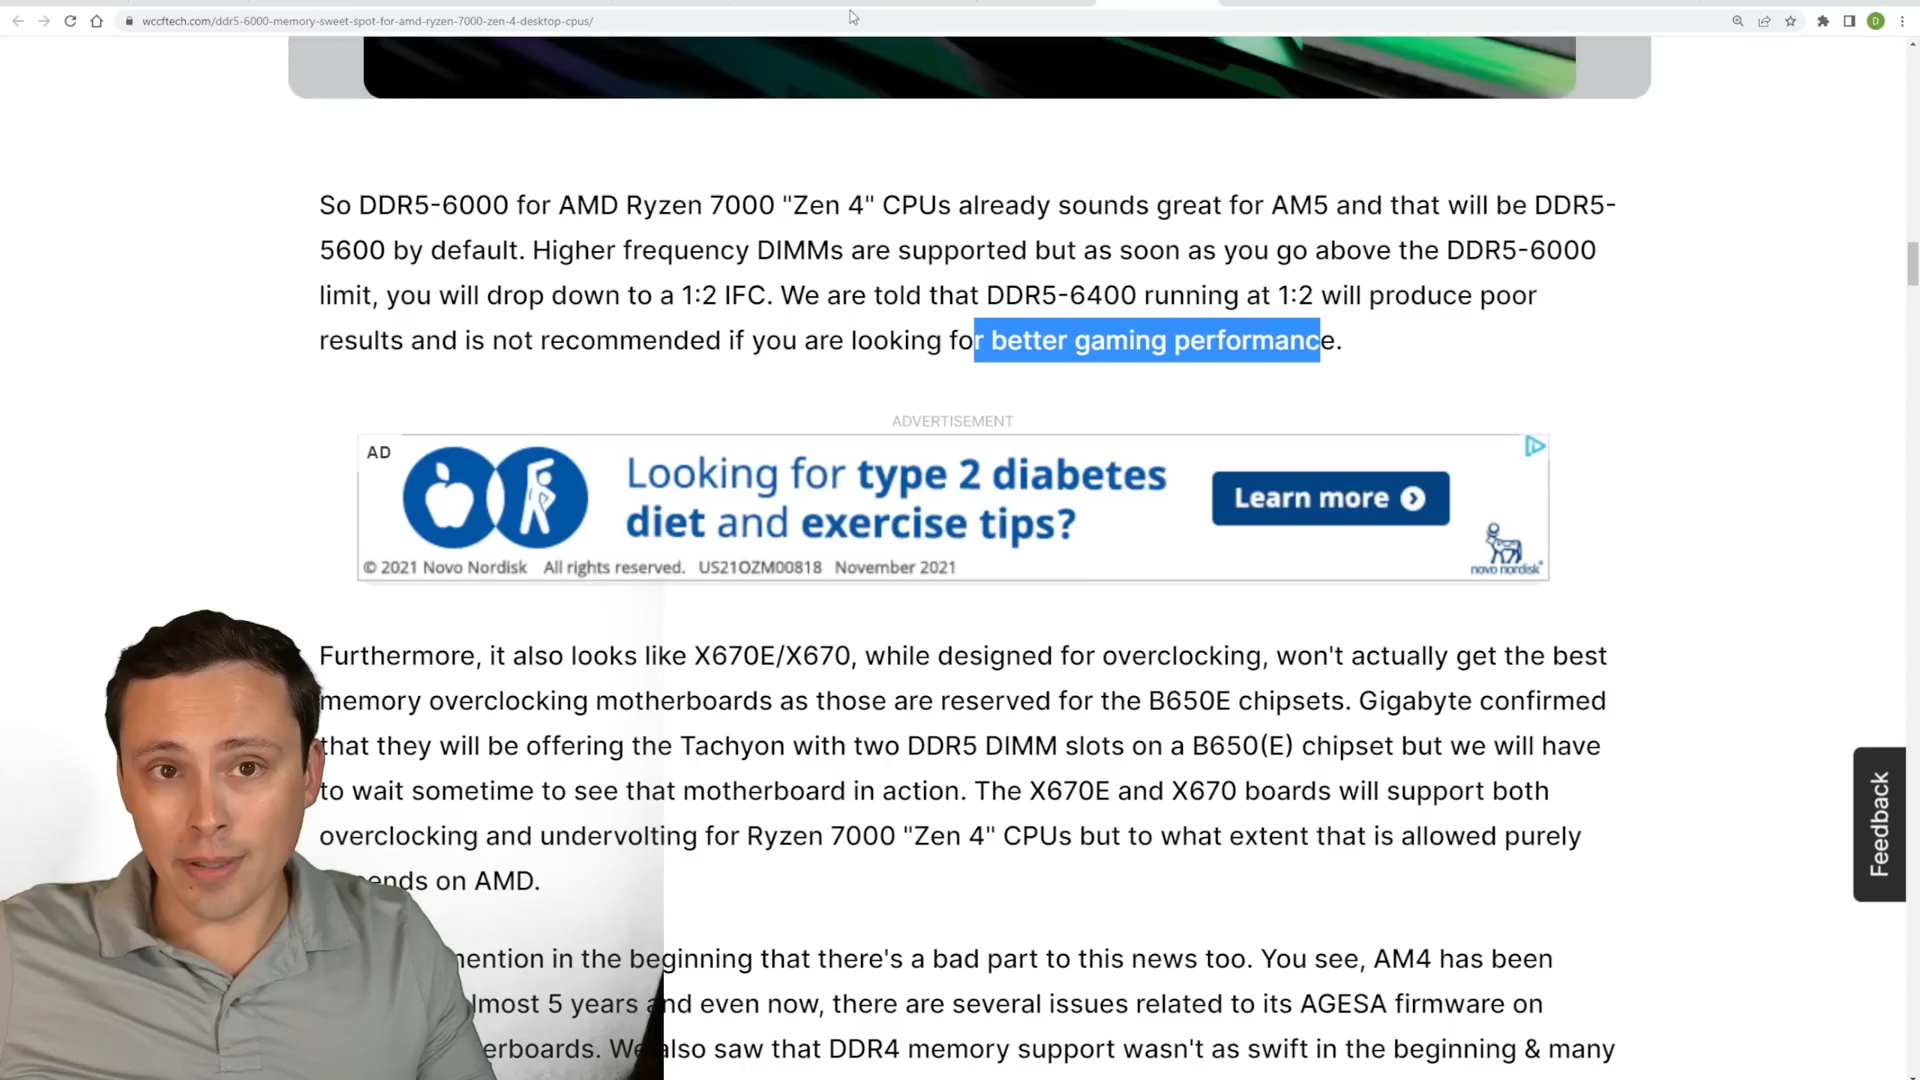 wccftech.com/ddr5-6000-memory-sweet-spot-for-amd-ryzen-7000-zen-4-desktop-cpus/
D
So DDR5-6000 for AMD Ryzen 7000 "Zen 4" CPUs already sounds great for AM5 and that will be DDR5-
5600 by default. Higher frequency DIMMs are supported but as soon as you go above the DDR5-6000
limit, you will drop down to a 1:2 IFC. We are told that DDR5-6400 running at 1:2 will produce poor
results and is not recommended if you are looking for better gaming performance.
ADVERTISEMENT
AD
Looking for type 2 diabetes
diet and exercise tips?
Learn more
© 2021 Novo Nordisk All rights reserved. US21OZM00818 November 2021
novo nordisk®
Furthermore, it also looks like X670E/X670, while designed for overclocking, won't actually get the best
memory overclocking motherboards as those are reserved for the B650E chipsets. Gigabyte confirmed
that they will be offering the Tachyon with two DDR5 DIMM slots on a B650(E) chipset but we will have
to wait sometime to see that motherboard in action. The X670E and X670 boards will support both
overclocking and undervolting for Ryzen 7000 "Zen 4" CPUs but to what extent that is allowed purely
ends on AMD.
mention in the beginning that there's a bad part to this news too. You see, AM4 has been
lmost 5 years and even now, there are several issues related to its AGESA firmware on
erboards. We also saw that DDR4 memory support wasn't as swift in the beginning & many
Feedback